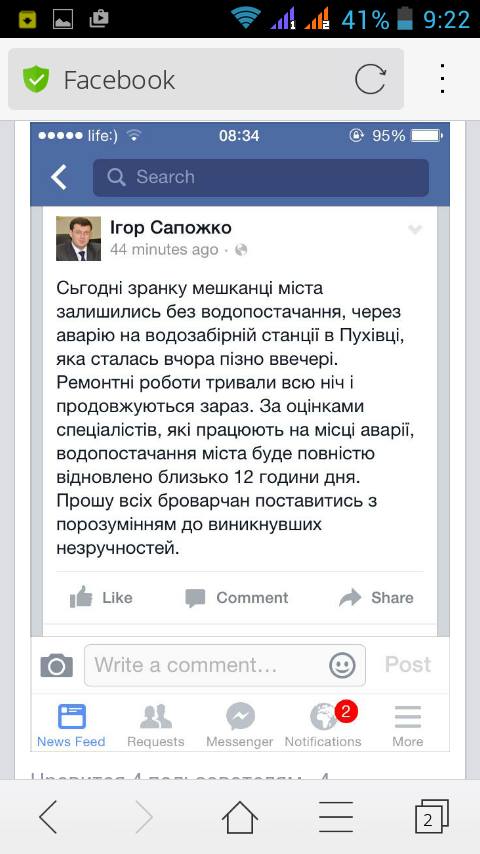 41% 9:22
Facebook
life:) 08:34 95%
Search
Ігор Сапожко
44 minutes ago ·
Сьгодні зранку мешканці міста
залишились без водопостачання, через
аварію на водозабірній станції в Пухівці,
яка сталась вчора пізно ввечері.
Ремонтні роботи тривали всю ніч і
продовжуються зараз. За оцінками
спеціалістів, які працюють на місці аварії,
водопостачання міста буде повністю
відновлено близько 12 години дня.
Прошу всіх броварчан поставитись з
порозумінням до виникнувших
незручностей.
Like Comment Share
Write a comment... Post
2
News Feed Requests Messenger Notifications More
Нравится 4 пользователям
2